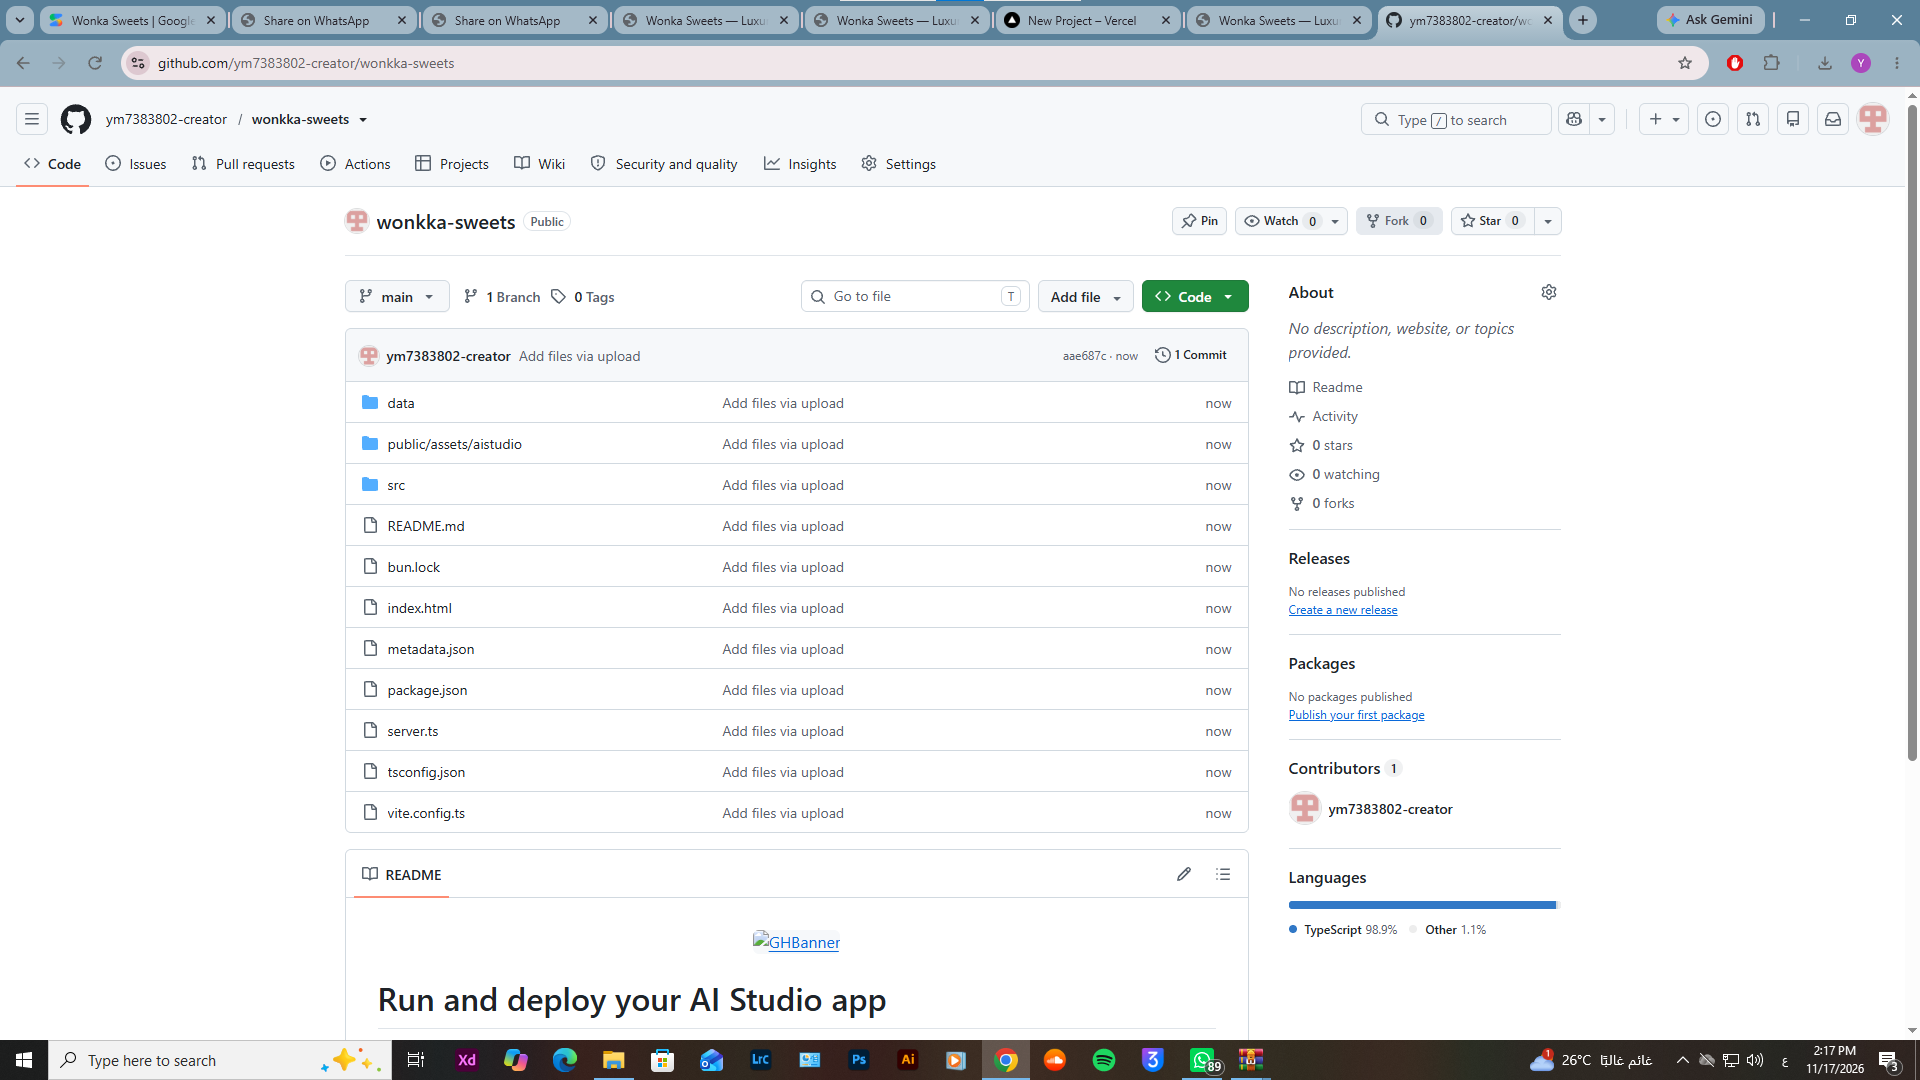 Wonka Sweets | Google
Share on WhatsApp
Share on WhatsApp
Wonka Sweets — Luxu
Wonka Sweets — Luxu
New Project – Vercel
Wonka Sweets — Luxu
ym7383802-creator/wo
Ask Gemini
github.com/ym7383802-creator/wonkka-sweets
Y
ym7383802-creator / wonkka-sweets
Type / to search
Code
Issues
Pull requests
Actions
Projects
Wiki
Security and quality
Insights
Settings
wonkka-sweets Public
Pin
Watch 0
Fork 0
Star 0
main
1 Branch
0 Tags
Go to file T
Add file
Code
ym7383802-creator Add files via upload aae687c · now 1 Commit
data Add files via upload now
public/assets/aistudio Add files via upload now
src Add files via upload now
README.md Add files via upload now
bun.lock Add files via upload now
index.html Add files via upload now
metadata.json Add files via upload now
package.json Add files via upload now
server.ts Add files via upload now
tsconfig.json Add files via upload now
vite.config.ts Add files via upload now
README
GHBanner
Run and deploy your AI Studio app
About
No description, website, or topics
provided.
Readme
Activity
0 stars
0 watching
0 forks
Releases
No releases published
Create a new release
Packages
No packages published
Publish your first package
Contributors 1
ym7383802-creator
Languages
TypeScript 98.9% Other 1.1%
Type here to search
Xd
LrC
Ps
Ai
3
89
1
26°C غائم غالبًا
ع
2:17 PM
11/17/2026
3